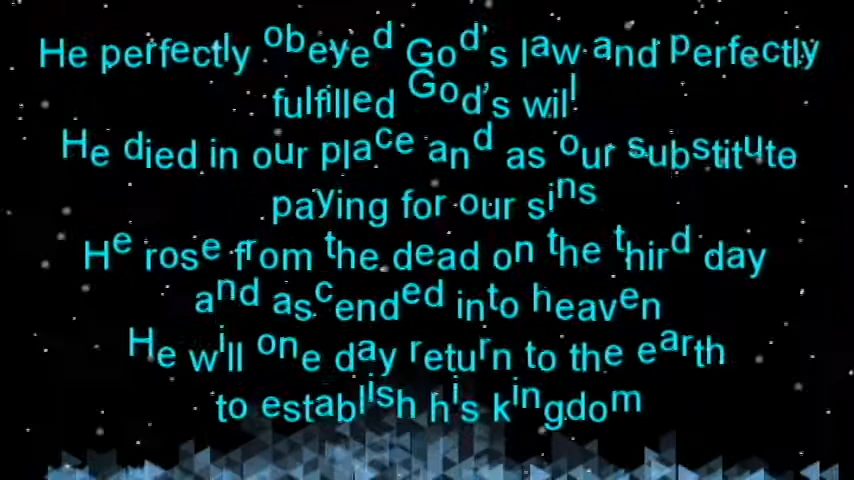 He perfectly obeyed God's law and perfectly
fulfilled God's will
He died in our place and as our substitute
paying for our sins
He rose from the dead on the third day
and ascended into heaven
He will one day return to the earth
to establish his kingdom